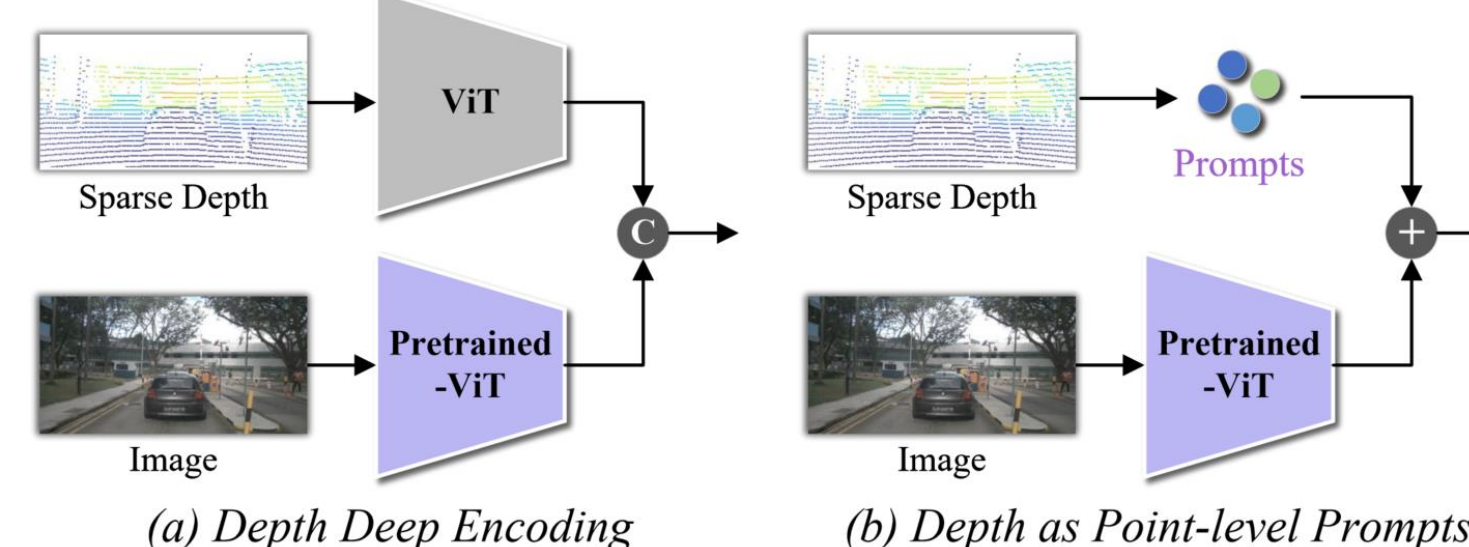 ViT
Sparse Depth
C
Pretrained
-ViT
Image
(a) Depth Deep Encoding
Sparse Depth
Prompts
+
Pretrained
-ViT
Image
(b) Depth as Point-level Prompts